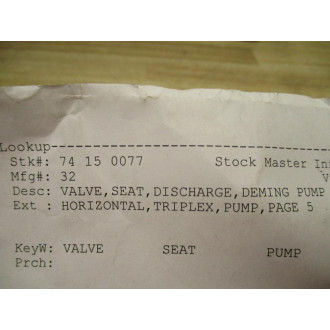 Lookup--------------------------------
Stk#: 74 15 0077 Stock Master In
Mfg#: 32 V
Desc: VALVE,SEAT,DISCHARGE,DEMING PUMP
Ext : HORIZONTAL,TRIPLEX,PUMP,PAGE 5
KeyW: VALVE SEAT PUMP
Prch: